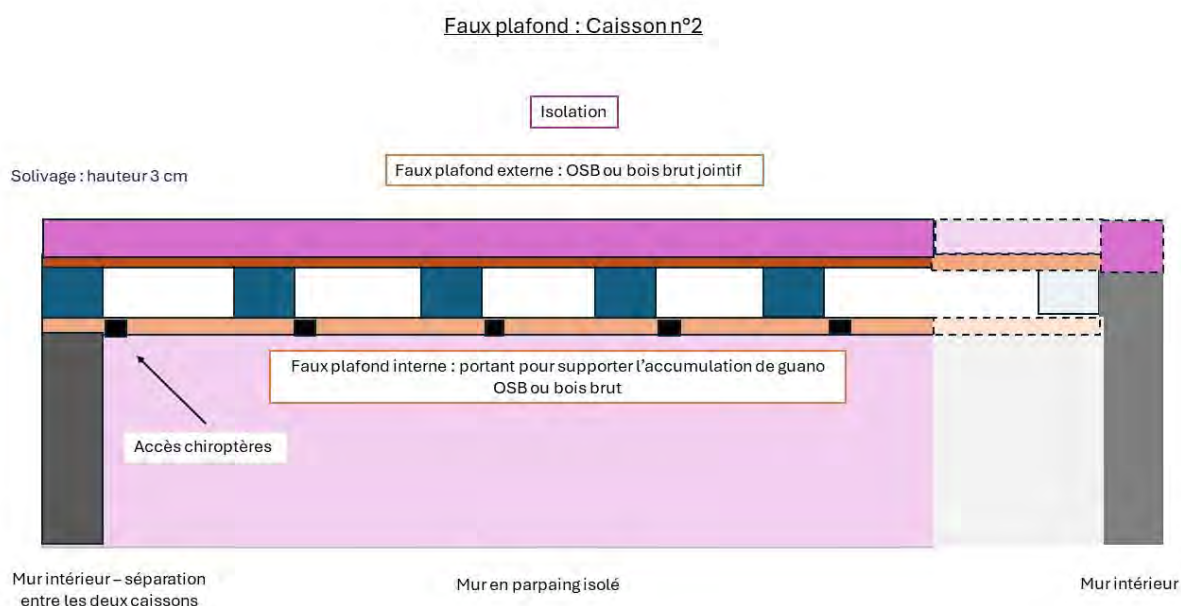 Faux plafond : Caisson n°2
Isolation
Faux plafond externe : OSB ou bois brut jointif
Solivage : hauteur 3 cm
Faux plafond interne : portant pour supporter l'accumulation de guano
OSB ou bois brut
Accès chiroptères
Mur intérieur – séparation
entre les deux caissons
Mur en parpaing isolé
Mur intérieur